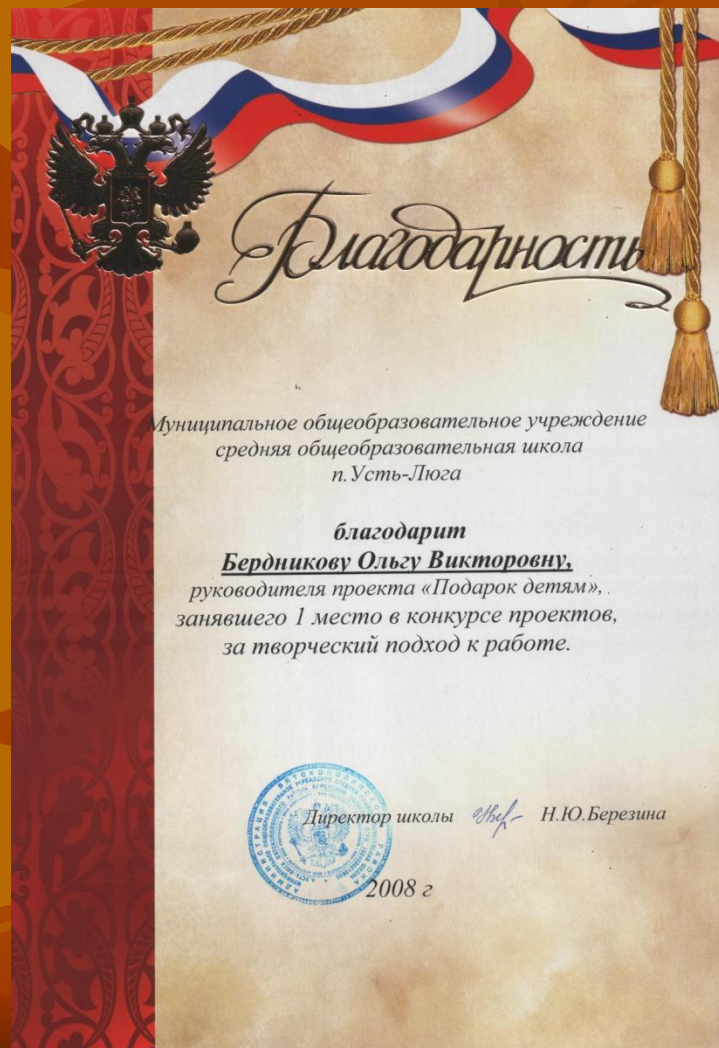 Благодарность
Муниципальное общеобразовательное учреждение
средняя общеобразовательная школа
п.Усть-Люга
благодарит
Бердникову Ольгу Викторовну,
руководителя проекта «Подарок детям»,
занявшего 1 место в конкурсе проектов,
за творческий подход к работе.
Директор школы Н.Ю.Березина
2008 г